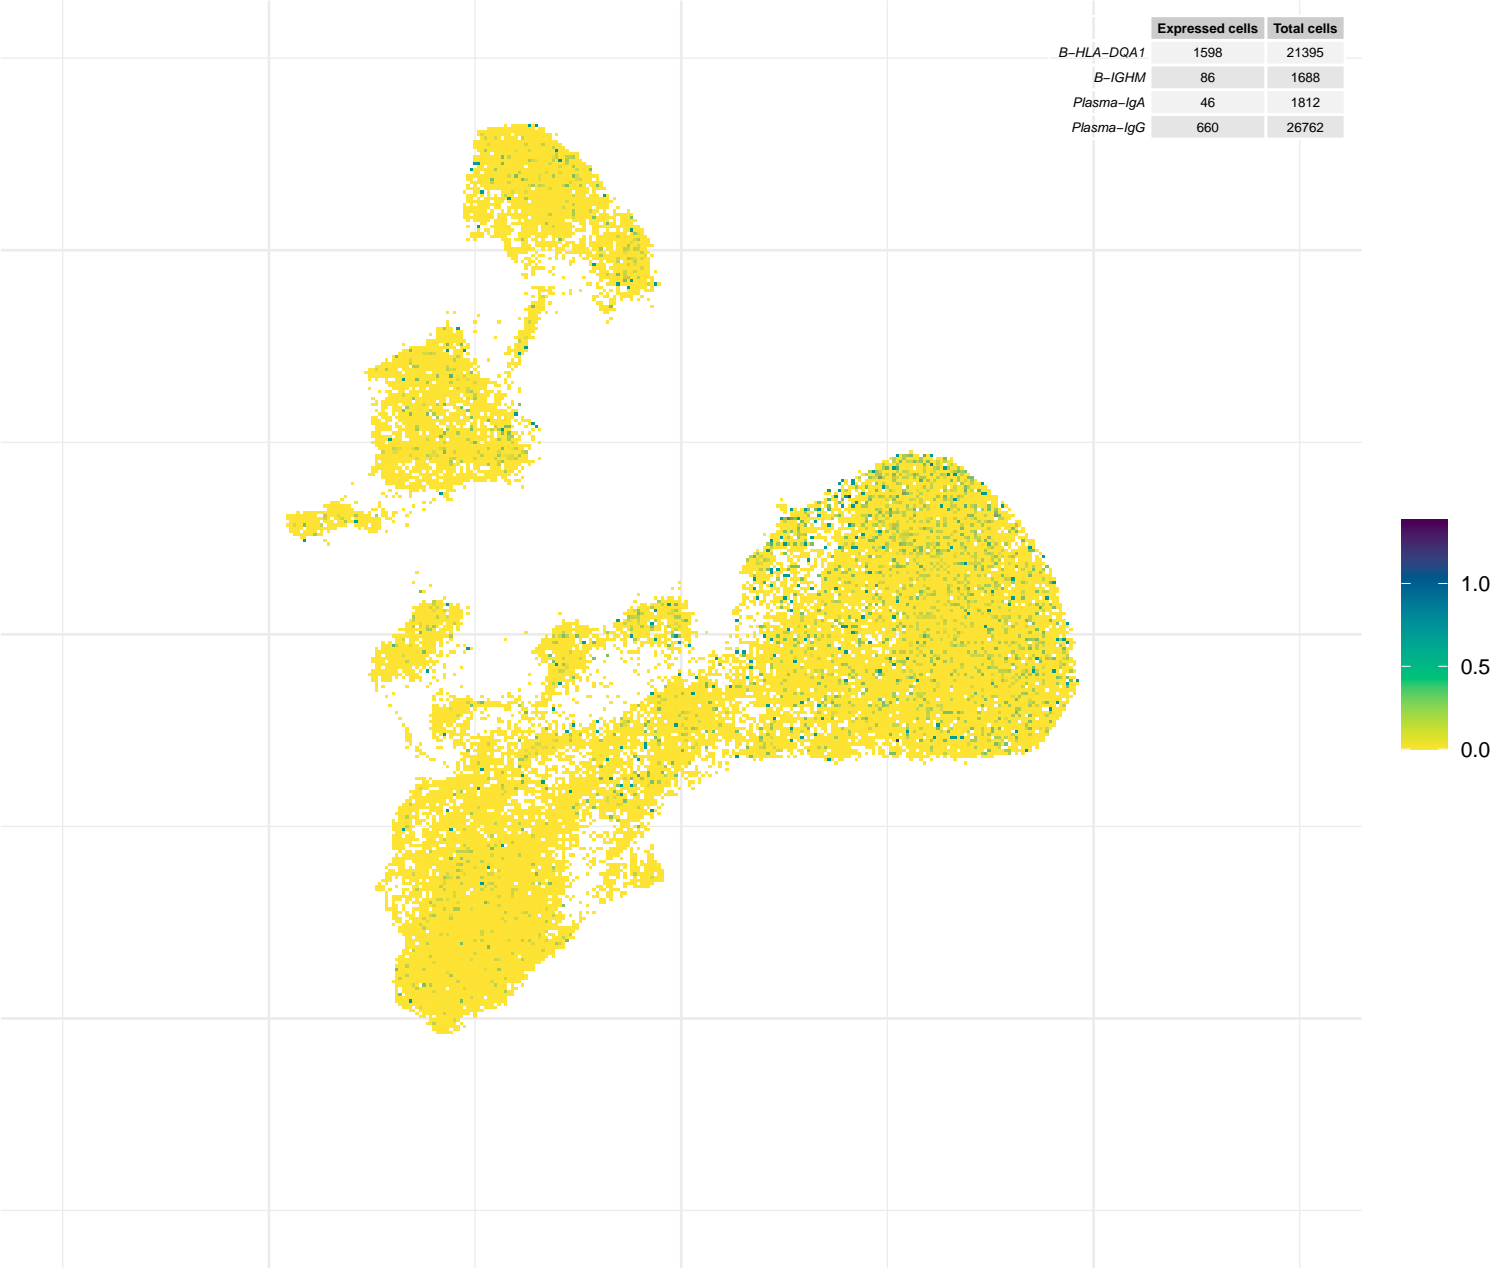 Expressed cells Total cells
B−HLA−DQA1 1598 21395
B−IGHM 86 1688
Plasma−IgA 46 1812
Plasma−IgG 660 26762
1.0
0.5
0.0